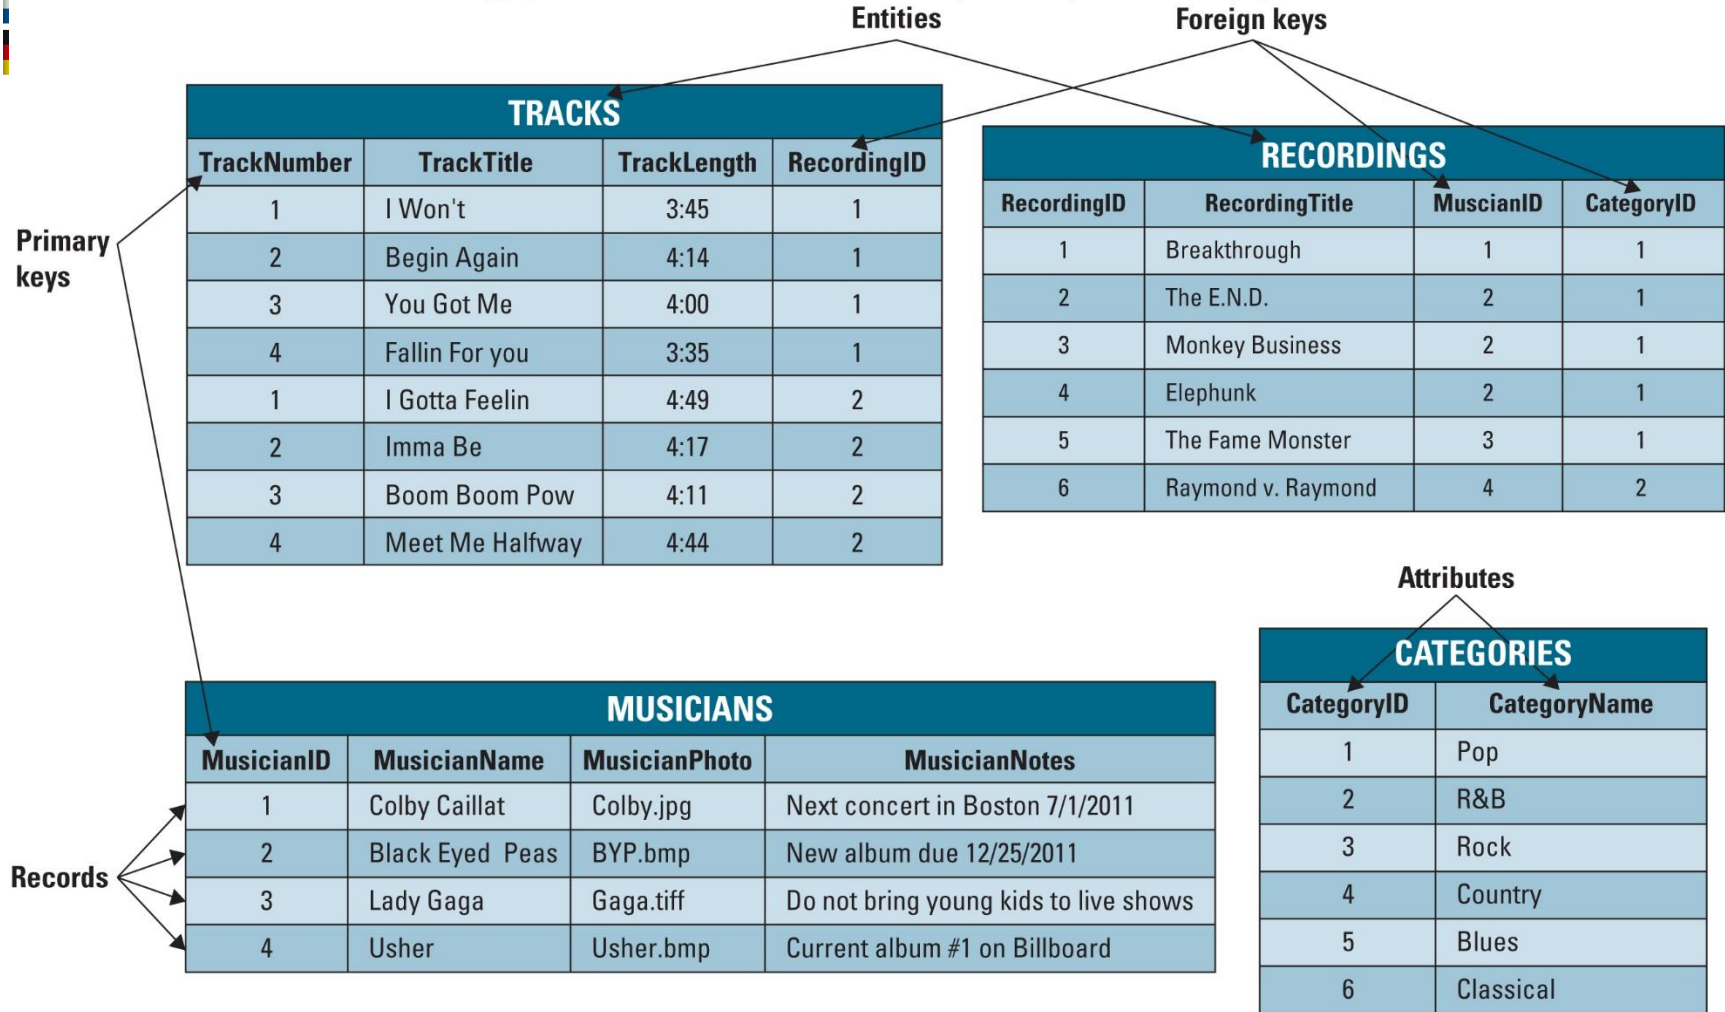 Entities
Foreign keys
TRACKS
TrackNumber TrackTitle TrackLength RecordingID
1 I Won't 3:45 1
2 Begin Again 4:14 1
3 You Got Me 4:00 1
4 Fallin For you 3:35 1
1 I Gotta Feelin 4:49 2
2 Imma Be 4:17 2
3 Boom Boom Pow 4:11 2
4 Meet Me Halfway 4:44 2
RECORDINGS
RecordingID RecordingTitle MuscianID CategoryID
1 Breakthrough 1 1
2 The E.N.D. 2 1
3 Monkey Business 2 1
4 Elephunk 2 1
5 The Fame Monster 3 1
6 Raymond v. Raymond 4 2
Primary
keys
Attributes
MUSICIANS
MusicianID MusicianName MusicianPhoto MusicianNotes
1 Colby Caillat Colby.jpg Next concert in Boston 7/1/2011
2 Black Eyed Peas BYP.bmp New album due 12/25/2011
3 Lady Gaga Gaga.tiff Do not bring young kids to live shows
4 Usher Usher.bmp Current album #1 on Billboard
Records
CATEGORIES
CategoryID CategoryName
1 Pop
2 R&B
3 Rock
4 Country
5 Blues
6 Classical